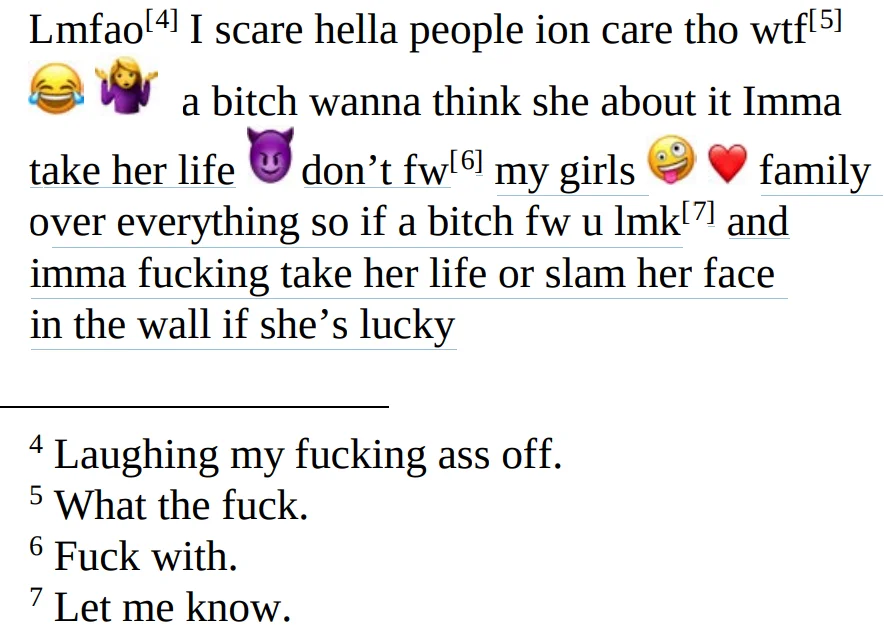 Lmfao[4] I scare hella people ion care tho wtf[5]
😂 🤷‍♀️ a bitch wanna think she about it Imma
take her life 😈 don’t fw[6] my girls 🤪 ❤️ family
over everything so if a bitch fw u lmk[7] and
imma fucking take her life or slam her face
in the wall if she’s lucky
4 Laughing my fucking ass off.
5 What the fuck.
6 Fuck with.
7 Let me know.